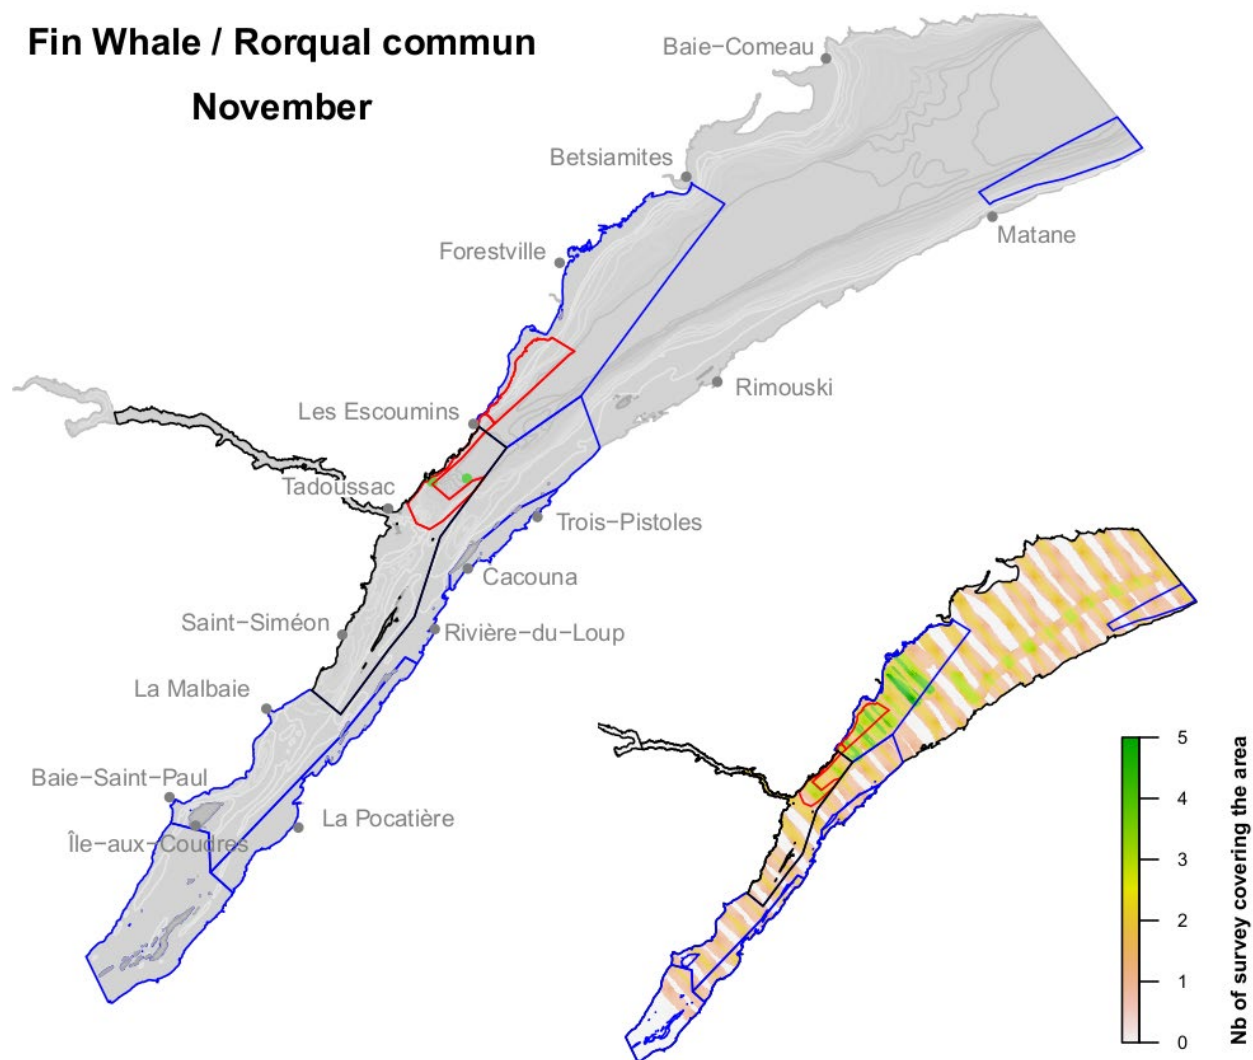 Fin Whale / Rorqual commun
November
Baie−Comeau
Betsiamites
Matane
Forestville
Rimouski
Les Escoumins
Tadoussac
Trois−Pistoles
Cacouna
Saint−Siméon
Rivière−du−Loup
La Malbaie
Baie−Saint−Paul
La Pocatière
Île−aux−Coudres
5
4
3
2
1
0
Nb of survey covering the area